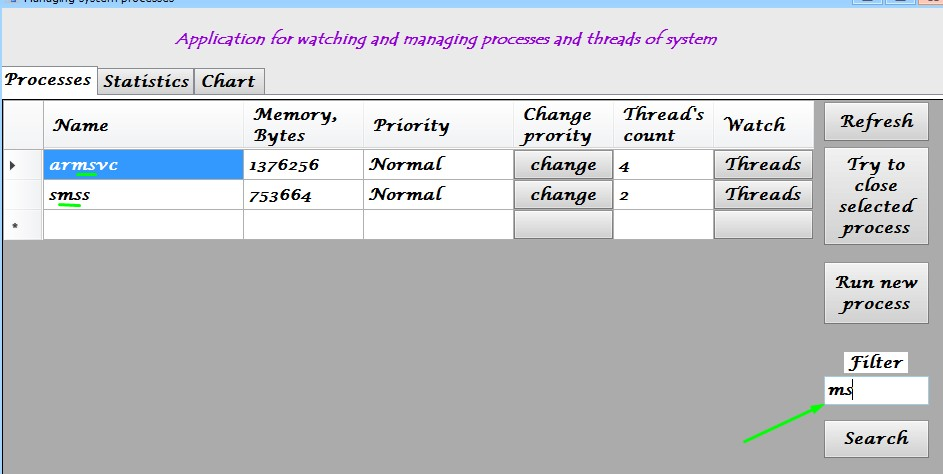 Managing system processes
Application for watching and managing processes and threads of system
Processes Statistics Chart
Name Memory, Bytes Priority Change prority Thread's count Watch
armsvc 1376256 Normal change 4 Threads
smss 753664 Normal change 2 Threads
*
Refresh
Try to
close
selected
process
Run new
process
Filter
ms
Search